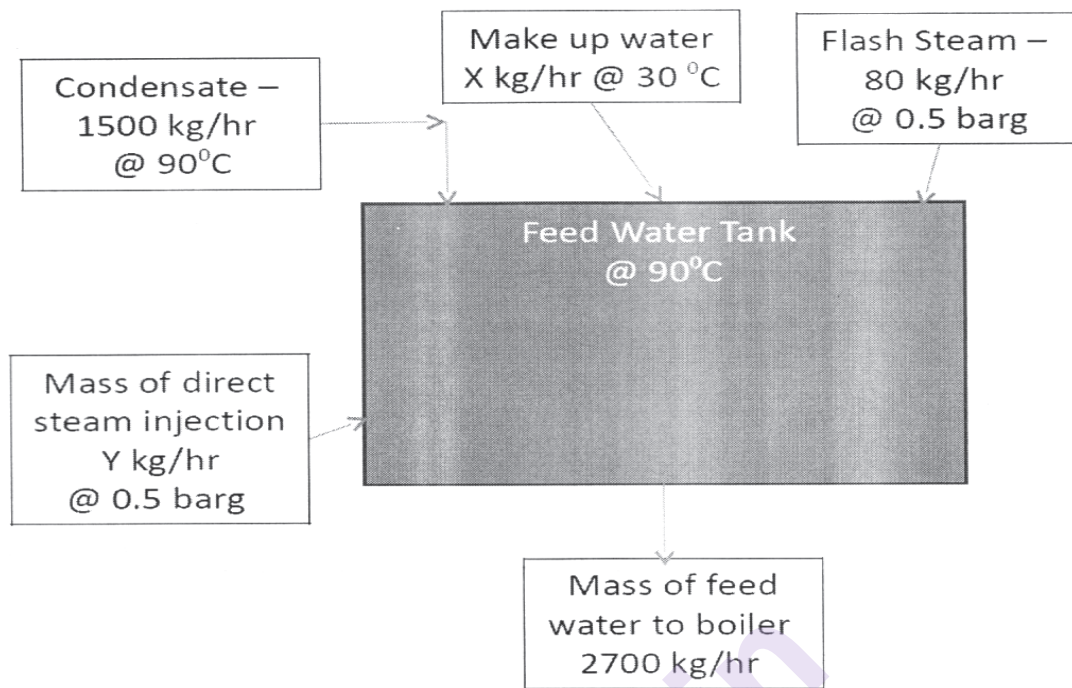 Condensate –
1500 kg/hr
@ 90⁰C
Make up water
X kg/hr @ 30 ⁰C
Flash Steam –
80 kg/hr
@ 0.5 barg
Feed Water Tank
@ 90⁰C
Mass of direct
steam injection
Y kg/hr
@ 0.5 barg
Mass of feed
water to boiler
2700 kg/hr